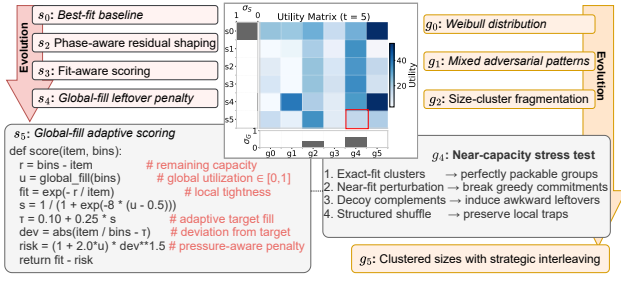 s₀: Best-fit baseline
s₂ Phase-aware residual shaping
s₃: Fit-aware scoring
s₄: Global-fill leftover penalty
Evolution
s₅: Global-fill adaptive scoring
def score(item, bins):
r = bins - item # remaining capacity
u = global_fill(bins) # global utilization ∈ [0,1]
fit = exp(- r / item) # local tightness
s = 1 / (1 + exp(-8 * (u - 0.5)))
τ = 0.10 + 0.25 * s # adaptive target fill
dev = abs(item / bins - τ) # deviation from target
risk = (1 + 2.0*u) * dev**1.5 # pressure-aware penalty
return fit - risk
σS
1 0
Utility Matrix (t = 5)
s0
s1
s2
s3
s4
s5
40
20
Utility
σG
1
0
g0 g1 g2 g3 g4 g5
g₀: Weibull distribution
g₁: Mixed adversarial patterns
g₂: Size-cluster fragmentation
Evolution
g₄: Near-capacity stress test
1. Exact-fit clusters → perfectly packable groups
2. Near-fit perturbation → break greedy commitments
3. Decoy complements → induce awkward leftovers
4. Structured shuffle → preserve local traps
g₅: Clustered sizes with strategic interleaving